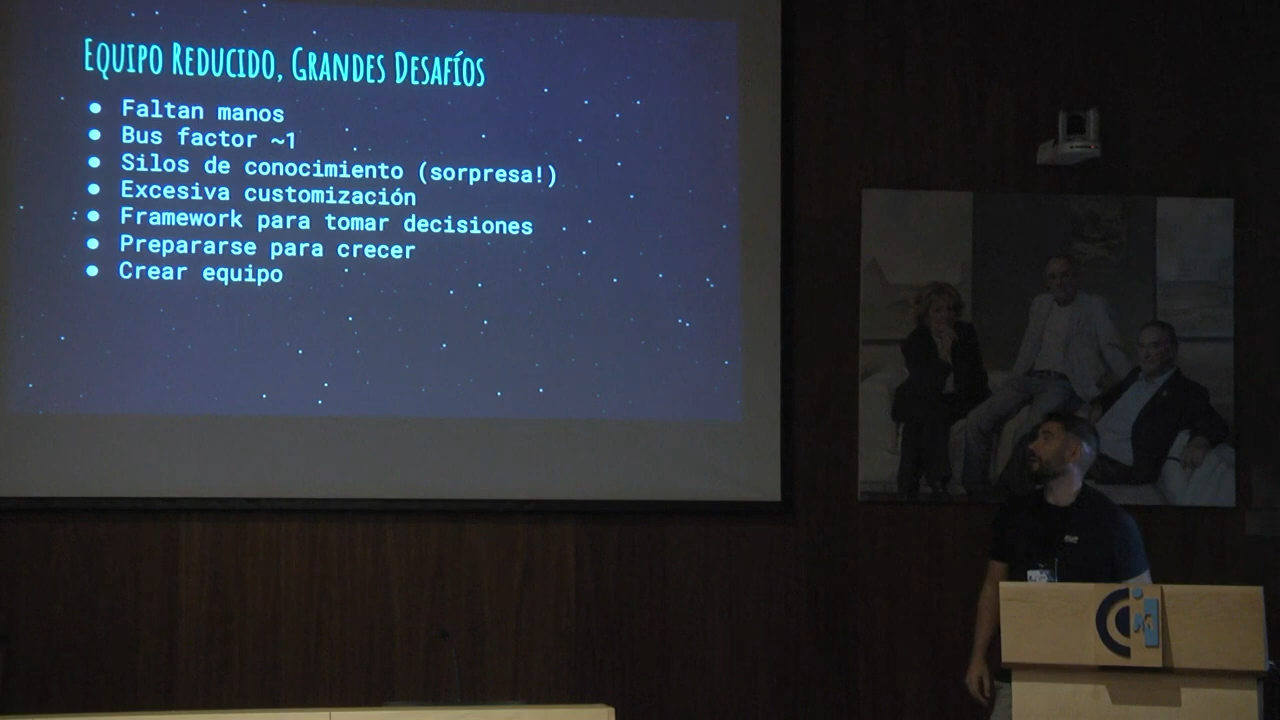 Equipo Reducido, Grandes Desafíos
● Faltan manos
● Bus factor ~1
● Silos de conocimiento (sorpresa!)
● Excesiva customización
● Framework para tomar decisiones
● Prepararse para crecer
● Crear equipo